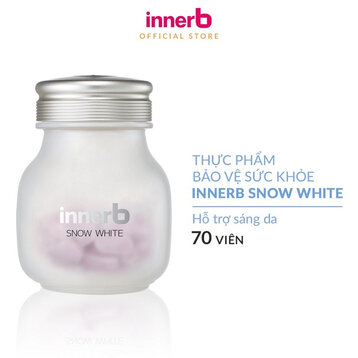 innerb
OFFICIAL STORE
THỰC PHẨM
BẢO VỆ SỨC KHỎE
INNERB SNOW WHITE
Hỗ trợ sáng da
70 VIÊN
innerb
SNOW WHITE